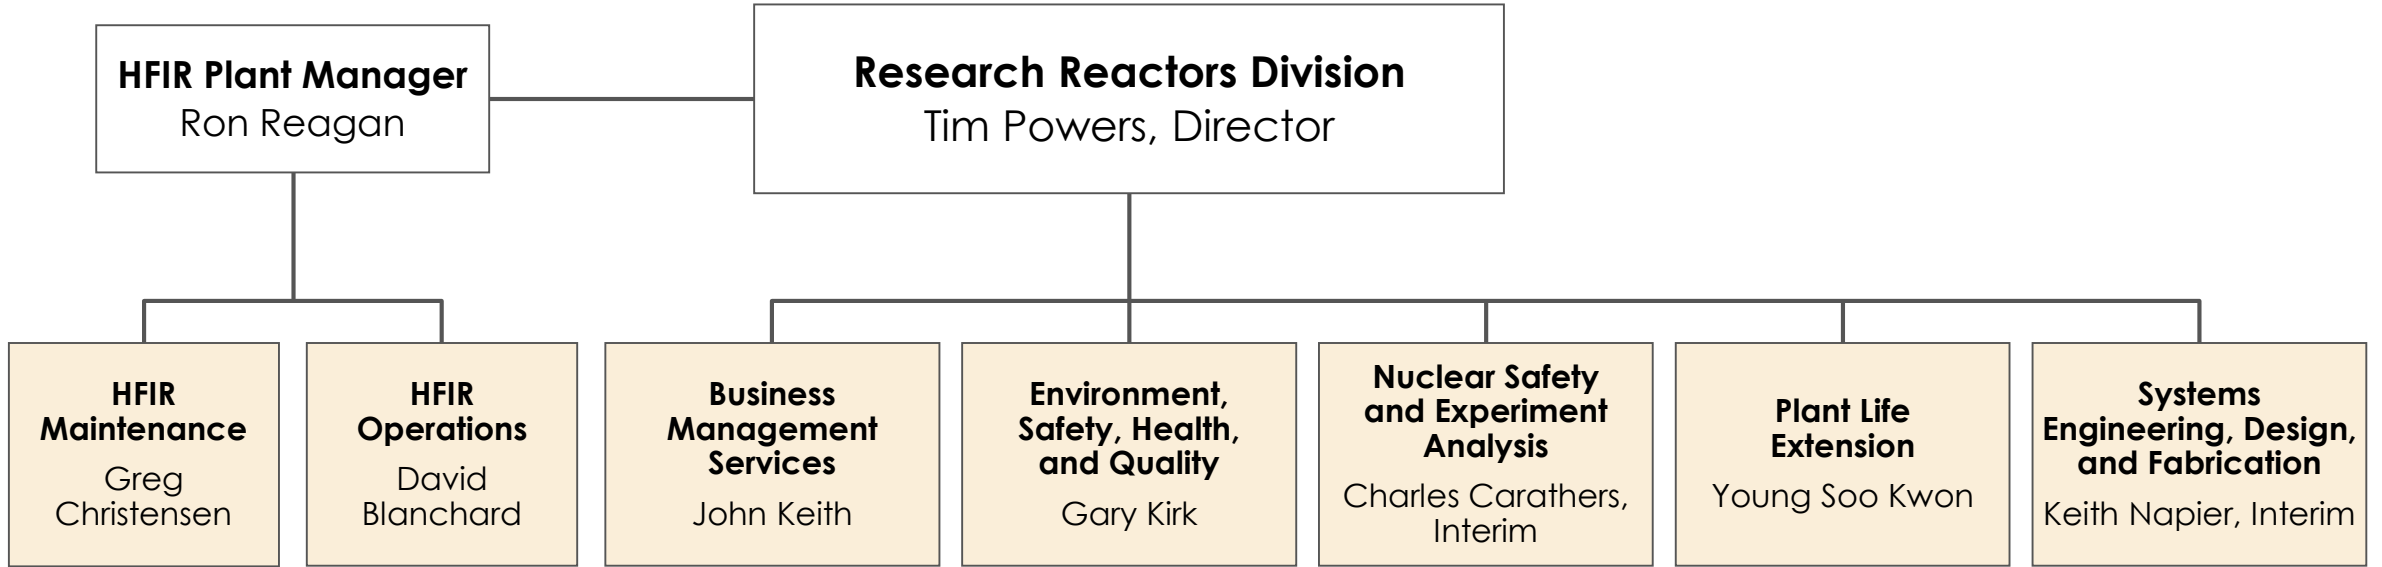 HFIR Plant Manager
Ron Reagan
Research Reactors Division
Tim Powers, Director
HFIR
Maintenance
Greg
Christensen
HFIR
Operations
David
Blanchard
Business
Management
Services
John Keith
Environment,
Safety, Health,
and Quality
Gary Kirk
Nuclear Safety
and Experiment
Analysis
Charles Carathers,
Interim
Plant Life
Extension
Young Soo Kwon
Systems
Engineering, Design,
and Fabrication
Keith Napier, Interim